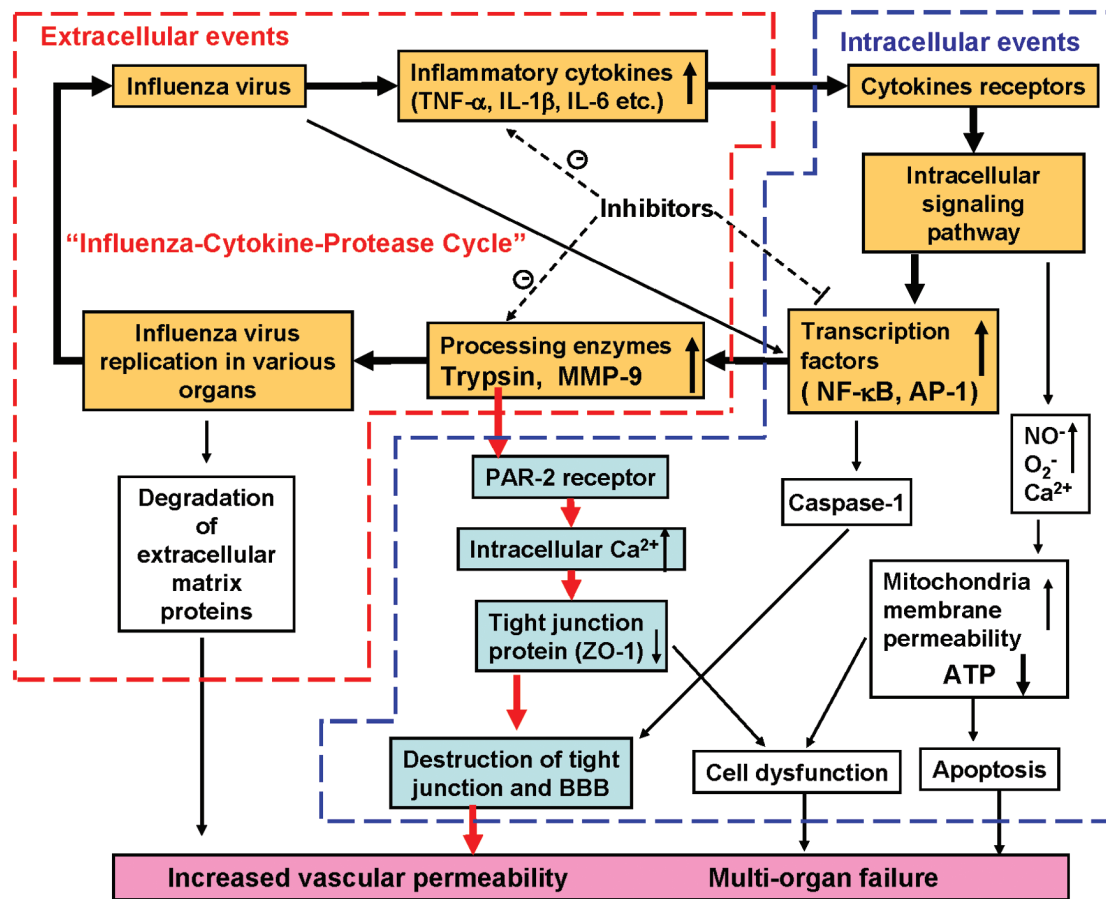 Extracellular events
Intracellular events
Influenza virus
Inflammatory cytokines
(TNF-α, IL-1β, IL-6 etc.)
Cytokines receptors
Intracellular
signaling
pathway
Inhibitors
“Influenza-Cytokine-Protease Cycle”
Influenza virus
replication in various
organs
Processing enzymes
Trypsin, MMP-9
Transcription
factors
( NF-κB, AP-1)
Degradation
of
extracellular
matrix
proteins
PAR-2 receptor
Intracellular Ca²⁺
Tight junction
protein (ZO-1)
Destruction of tight
junction and BBB
Caspase-1
NO⁻
O₂⁻
Ca²⁺
Mitochondria
membrane
permeability
ATP
Cell dysfunction
Apoptosis
Increased vascular permeability
Multi-organ failure